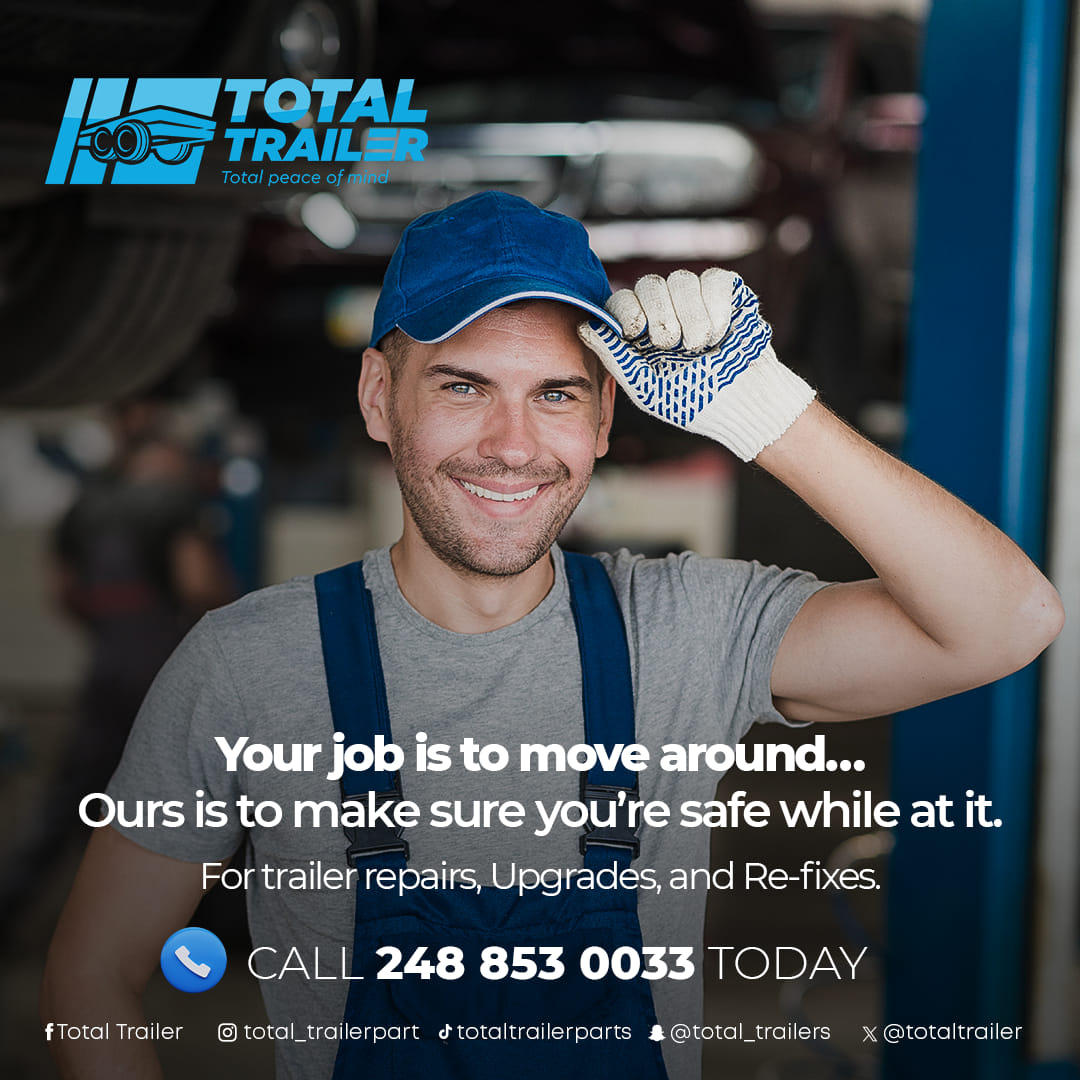 TOTAL
TRAILER
Total peace of mind
Your job is to move around...
Ours is to make sure you're safe while at it.
For trailer repairs, Upgrades, and Re-fixes.
CALL 248 853 0033 TODAY
Total Trailer total_trailerpart totaltrailerparts @total_trailers @totaltrailer